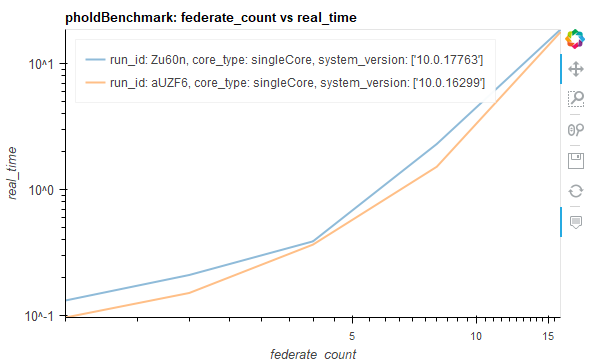 pholdBenchmark: federate_count vs real_time
run_id: Zu60n, core_type: singleCore, system_version: ['10.0.17763']
run_id: aUZF6, core_type: singleCore, system_version: ['10.0.16299']
10^1
10^0
10^-1
real_time
5
10
15
federate_count